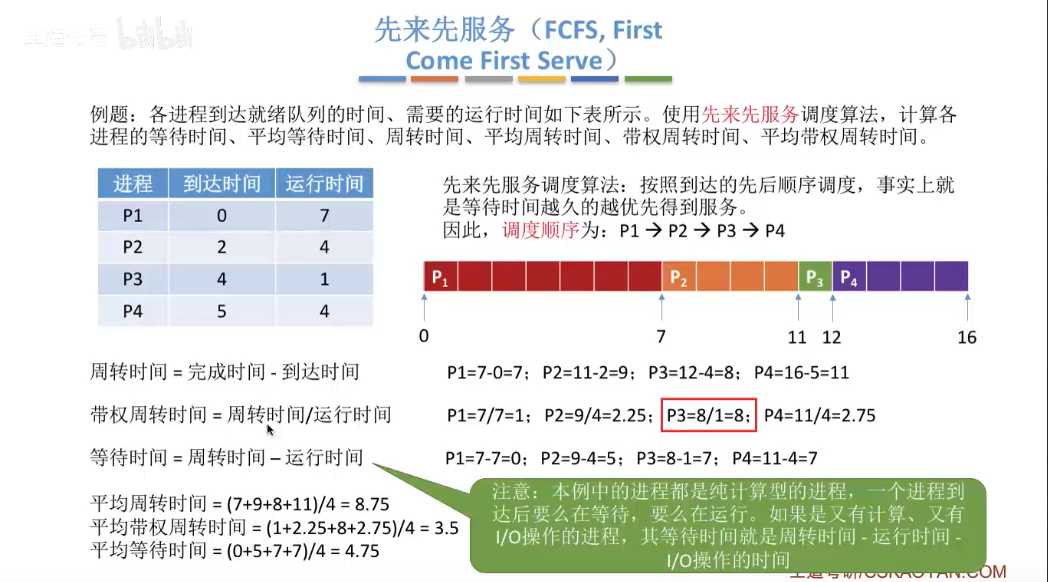 先来先服务（FCFS, First
Come First Serve）
例题：各进程到达就绪队列的时间、需要的运行时间如下表所示。使用先来先服务调度算法，计算各
进程的等待时间、平均等待时间、周转时间、平均周转时间、带权周转时间、平均带权周转时间。
进程 到达时间 运行时间
P1 0 7
P2 2 4
P3 4 1
P4 5 4
先来先服务调度算法：按照到达的先后顺序调度，事实上就
是等待时间越久的越优先得到服务。
因此，调度顺序为：P1 → P2 → P3 → P4
P1 P2 P3 P4
0 7 11 12 16
周转时间 = 完成时间 - 到达时间
P1=7-0=7；P2=11-2=9；P3=12-4=8；P4=16-5=11
带权周转时间 = 周转时间/运行时间
P1=7/7=1；P2=9/4=2.25；P3=8/1=8；P4=11/4=2.75
等待时间 = 周转时间 – 运行时间
P1=7-7=0；P2=9-4=5；P3=8-1=7；P4=11-4=7
平均周转时间 = (7+9+8+11)/4 = 8.75
平均带权周转时间 = (1+2.25+8+2.75)/4 = 3.5
平均等待时间 = (0+5+7+7)/4 = 4.75
注意：本例中的进程都是纯计算型的进程，一个进程到
达后要么在等待，要么在运行。如果是又有计算、又有
I/O操作的进程，其等待时间就是周转时间 - 运行时间 -
I/O操作的时间
王道考研/CSKAOYAN.COM
bilibili